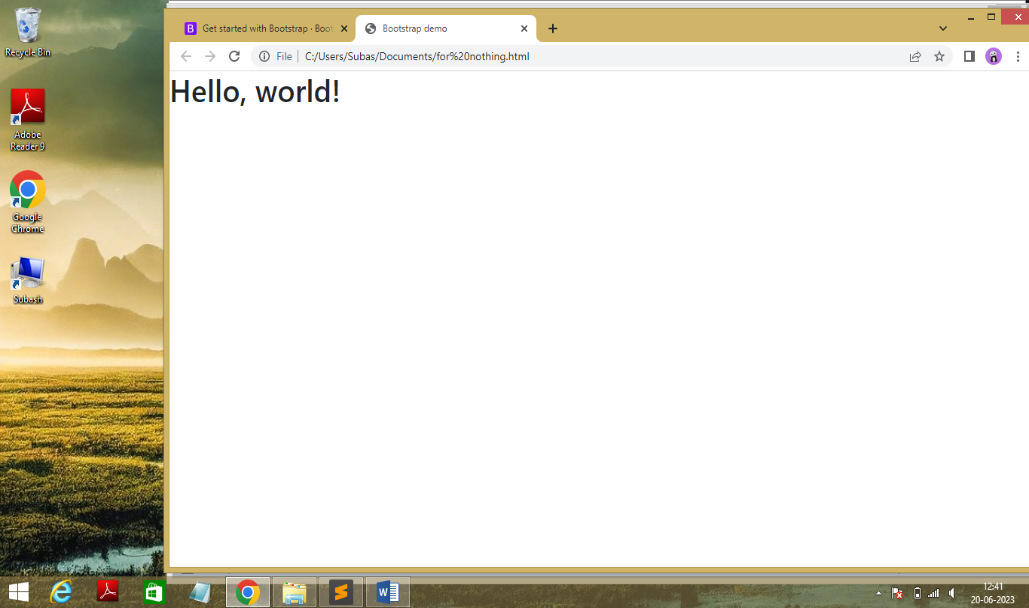 Recycle Bin
Adobe
Reader 9
Google
Chrome
Subash
B
Get started with Bootstrap · Boot
Bootstrap demo
File
C:/Users/Subas/Documents/for%20nothing.html
Hello, world!
12:41
20-06-2023